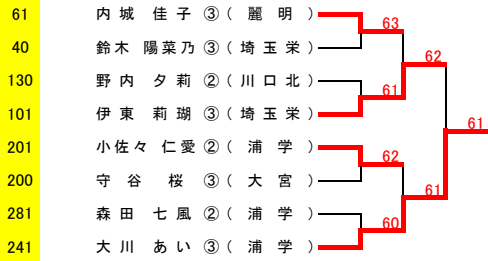 61 内城 佳子 ③ ( 麗 明 )
63
40 鈴木 陽菜乃 ③ ( 埼玉栄 )
62
130 野内 夕莉 ② ( 川口北 )
61
101 伊東 莉瑚 ③ ( 埼玉栄 )
61
201 小佐々 仁愛 ② ( 浦 学 )
62
200 守谷 桜 ③ ( 大 宮 )
61
281 森田 七風 ② ( 浦 学 )
60
241 大川 あい ③ ( 浦 学 )